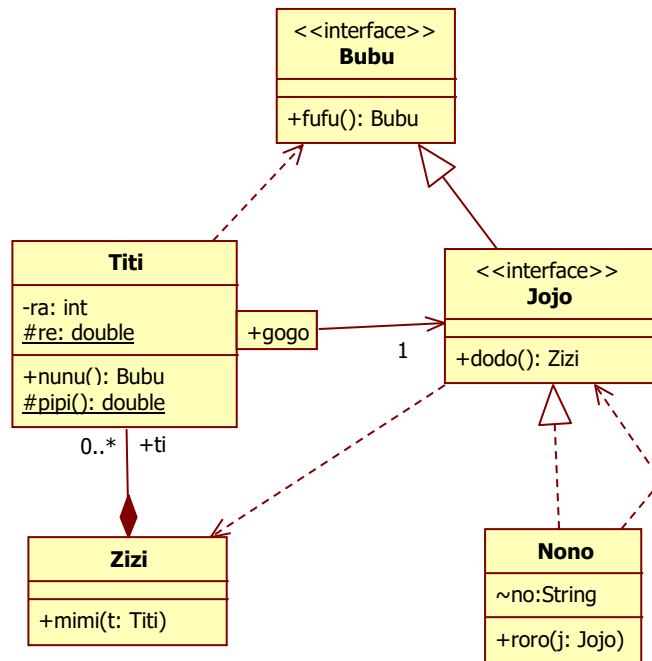 <<interface>>
Bubu
+fufu(): Bubu
Titi
-ra: int
#re: double
+nunu(): Bubu
#pipi(): double
+gogo
1
<<interface>>
Jojo
+dodo(): Zizi
0..*
+ti
Zizi
+mimi(t: Titi)
Nono
~no:String
+roro(j: Jojo)